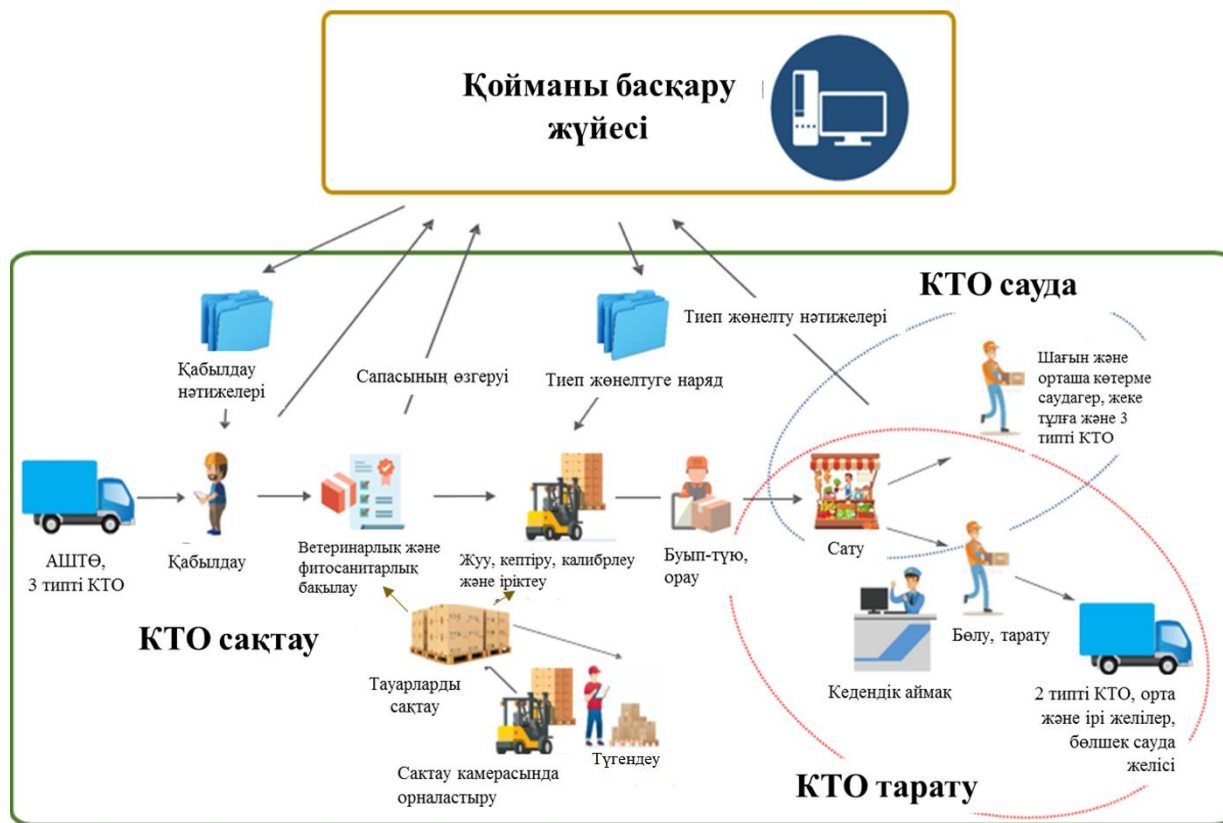 Қойманы басқару
жүйесі
КТО сауда
Тиеп жөнелту нәтижелері
Қабылдау
нәтижелері
Сапасының өзгеруі
Тиеп жөнелтуге наряд
Шағын және
орташа көтерме
саудагер, жеке
тұлға және 3
типті КТО
АШТӨ,
3 типті КТО
Қабылдау
Ветеринарлық және
фитосанитарлық
бақылау
Жуу, кептіру, калибрлеу
және іріктеу
Буып-түю,
орау
Сату
КТО сақтау
Тауарларды
сақтау
Сактау камерасында
орналастыру
Түгендеу
Кедендік аймақ
Бөлу, тарату
2 типті КТО, орта
және ірі желілер,
бөлшек сауда
желісі
КТО тарату